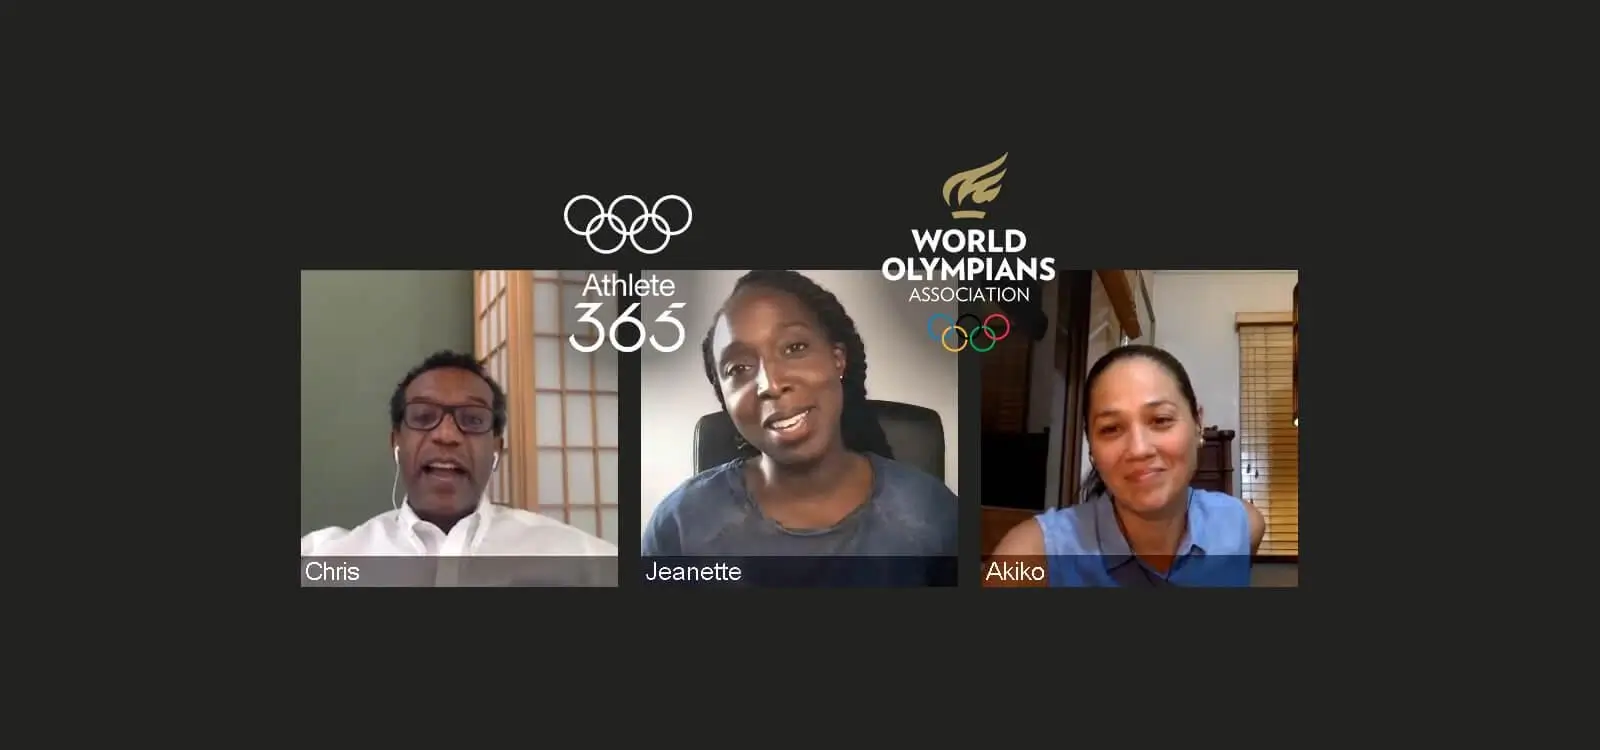 Athlete
365
WORLD
OLYMPIANS
ASSOCIATION
Chris
Jeanette
Akiko